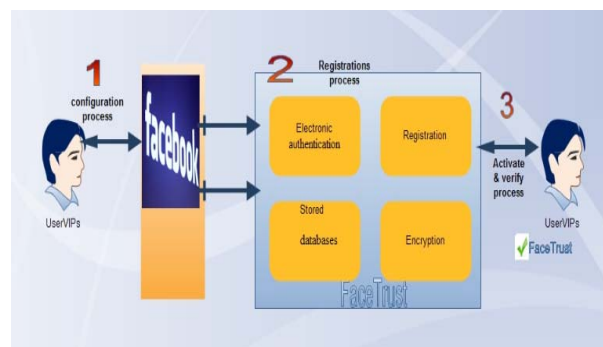 1
configuration
process
UserVIPs
facebook
2
Registrations
process
Electronic
authentication
Registration
Stored
databases
Encryption
FaceTrust
3
Activate
& verify
process
UserVIPs
FaceTrust